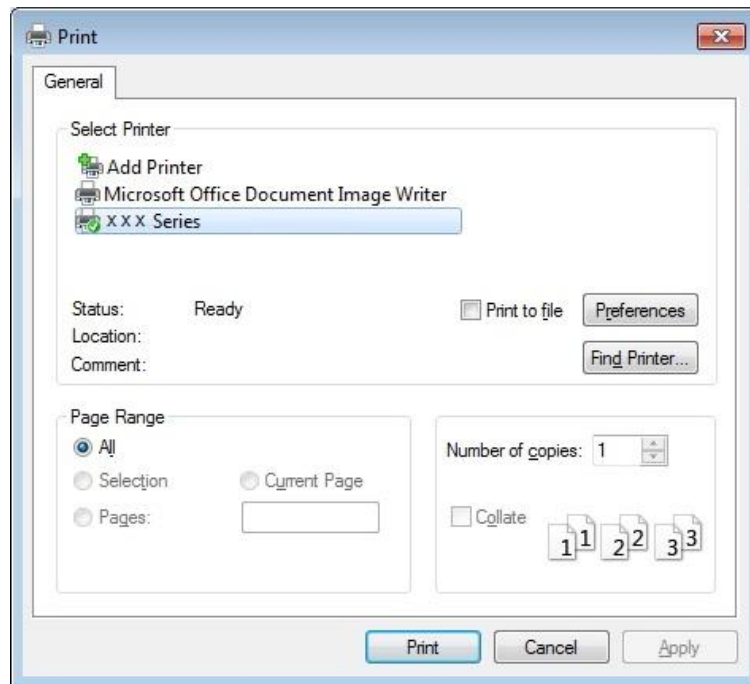 Print
General
Select Printer
Add Printer
Microsoft Office Document Image Writer
X X X Series
Status: Ready
Print to file
Preferences
Location:
Comment:
Find Printer...
Page Range
All
Selection
Current Page
Pages:
Number of copies: 1
Collate
1 1 2 2 3 3
Print
Cancel
Apply